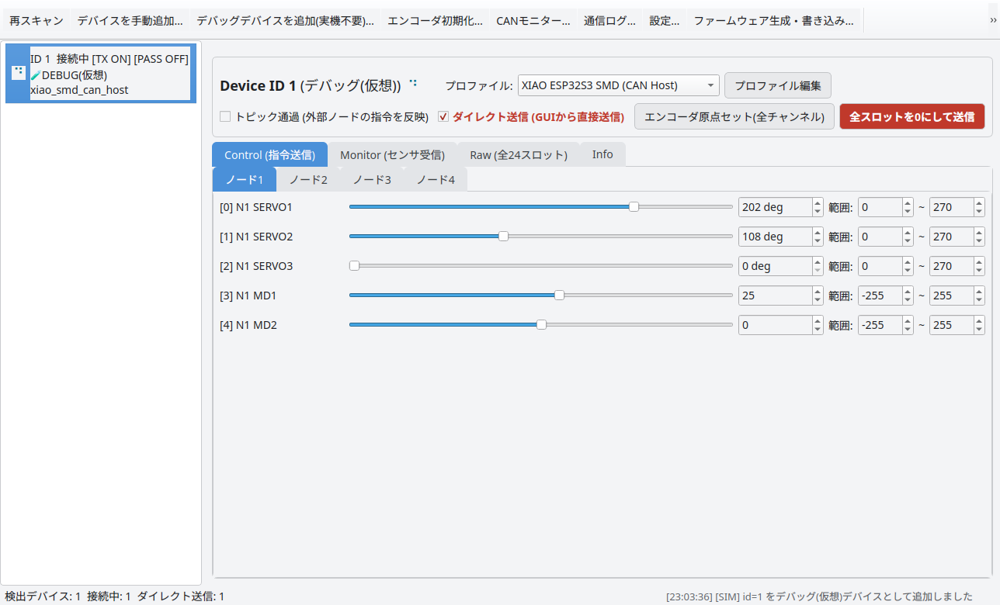 再スキャン デバイスを手動追加... デバッグデバイスを追加(実機不要)... エンコーダ初期化... CANモニター... 通信ログ... 設定... ファームウェア生成・書き込み... »
ID 1 接続中 [TX ON] [PASS OFF]
DEBUG(仮想)
xiao_smd_can_host
Device ID 1 (デバッグ(仮想)) プロファイル: XIAO ESP32S3 SMD (CAN Host) プロファイル編集
トピック通過 (外部ノードの指令を反映) ダイレクト送信 (GUIから直接送信) エンコーダ原点セット(全チャンネル) 全スロットを0にして送信
Control (指令送信) Monitor (センサ受信) Raw (全24スロット) Info
ノード1 ノード2 ノード3 ノード4
[0] N1 SERVO1 202 deg 範囲: 0 ~ 270
[1] N1 SERVO2 108 deg 範囲: 0 ~ 270
[2] N1 SERVO3 0 deg 範囲: 0 ~ 270
[3] N1 MD1 25 範囲: -255 ~ 255
[4] N1 MD2 0 範囲: -255 ~ 255
検出デバイス: 1 接続中: 1 ダイレクト送信: 1 [23:03:36] [SIM] id=1 をデバッグ(仮想)デバイスとして追加しました